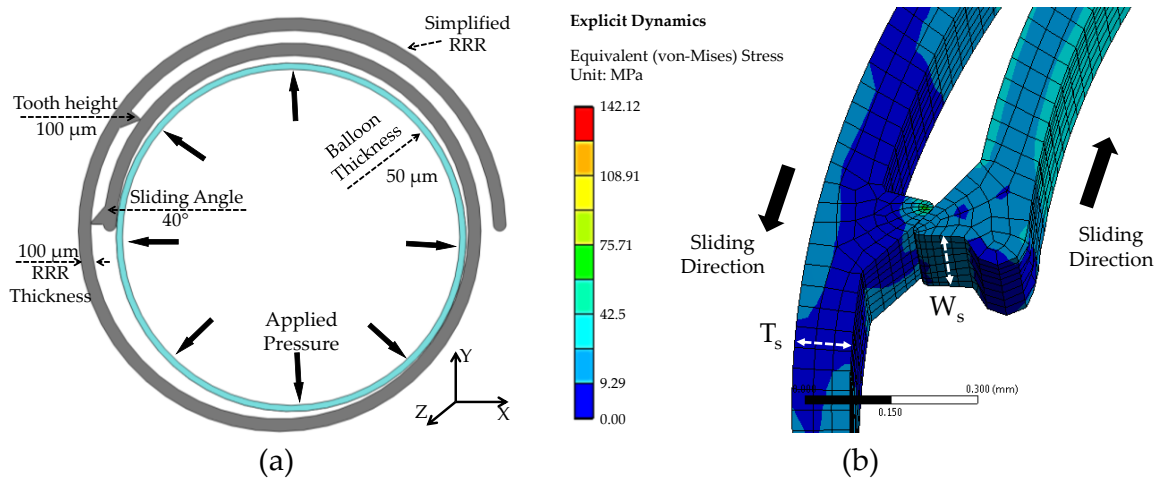 Simplified
RRR
Tooth height
100 µm
Balloon
Thickness
50 µm
Sliding Angle
40°
100 µm
RRR
Thickness
Applied
Pressure
Y
X
Z
(a)
Explicit Dynamics
Equivalent (von-Mises) Stress
Unit: MPa
142.12
108.91
75.71
42.5
9.29
0.00
Sliding
Direction
Sliding
Direction
Ts
Ws
0.300 (mm)
0.150
(b)